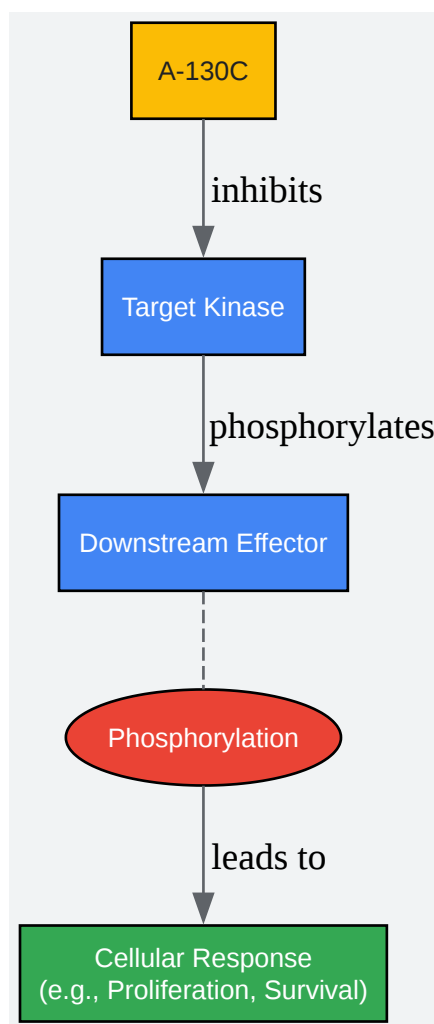 A-130C
inhibits
Target Kinase
phosphorylates
Downstream Effector
Phosphorylation
leads to
Cellular Response
(e.g., Proliferation, Survival)